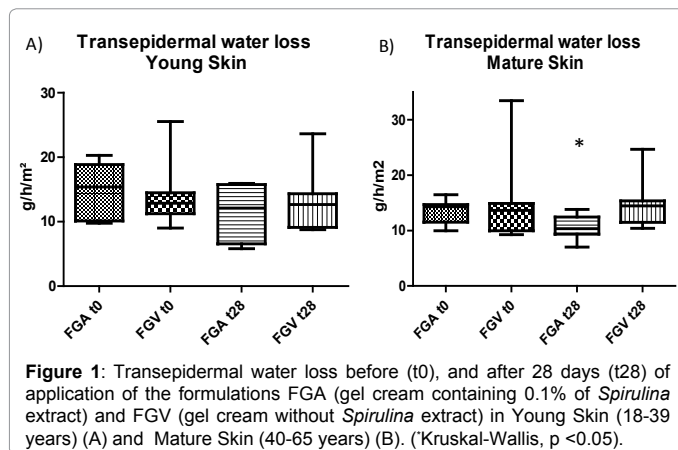 A)
Transepidermal water loss
Young Skin
g/h/m²
30
20
10
0
FGA t0
FGV t0
FGA t28
FGV t28
B)
Transepidermal water loss
Mature Skin
g/h/m2
30
20
10
0
*
FGA t0
FGV t0
FGA t28
FGV t28
Figure 1: Transepidermal water loss before (t0), and after 28 days (t28) of
application of the formulations FGA (gel cream containing 0.1% of Spirulina
extract) and FGV (gel cream without Spirulina extract) in Young Skin (18-39
years) (A) and Mature Skin (40-65 years) (B). (*Kruskal-Wallis, p <0.05).